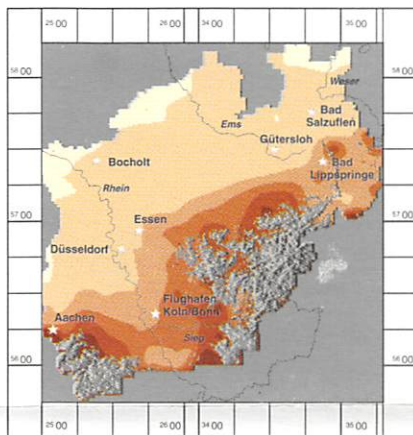 25 00
26 00
34 00
35 00
58 00
58 00
Weser
Ems
Bad
Salzuflen
Gütersloh
Bocholt
Bad
Lippspringe
Rhein
57 00
Essen
57 00
Düsseldorf
Flughafen
Köln/Bonn
Aachen
Sieg
56 00
56 00
25 00
26 00
34 00
35 00